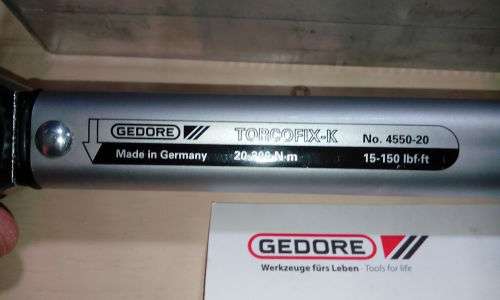 GEDORE TORCOFIX-K No. 4550-20
Made in Germany 20-200 N·m 15-150 lbf·ft
GEDORE
Werkzeuge fürs Leben · Tools for life